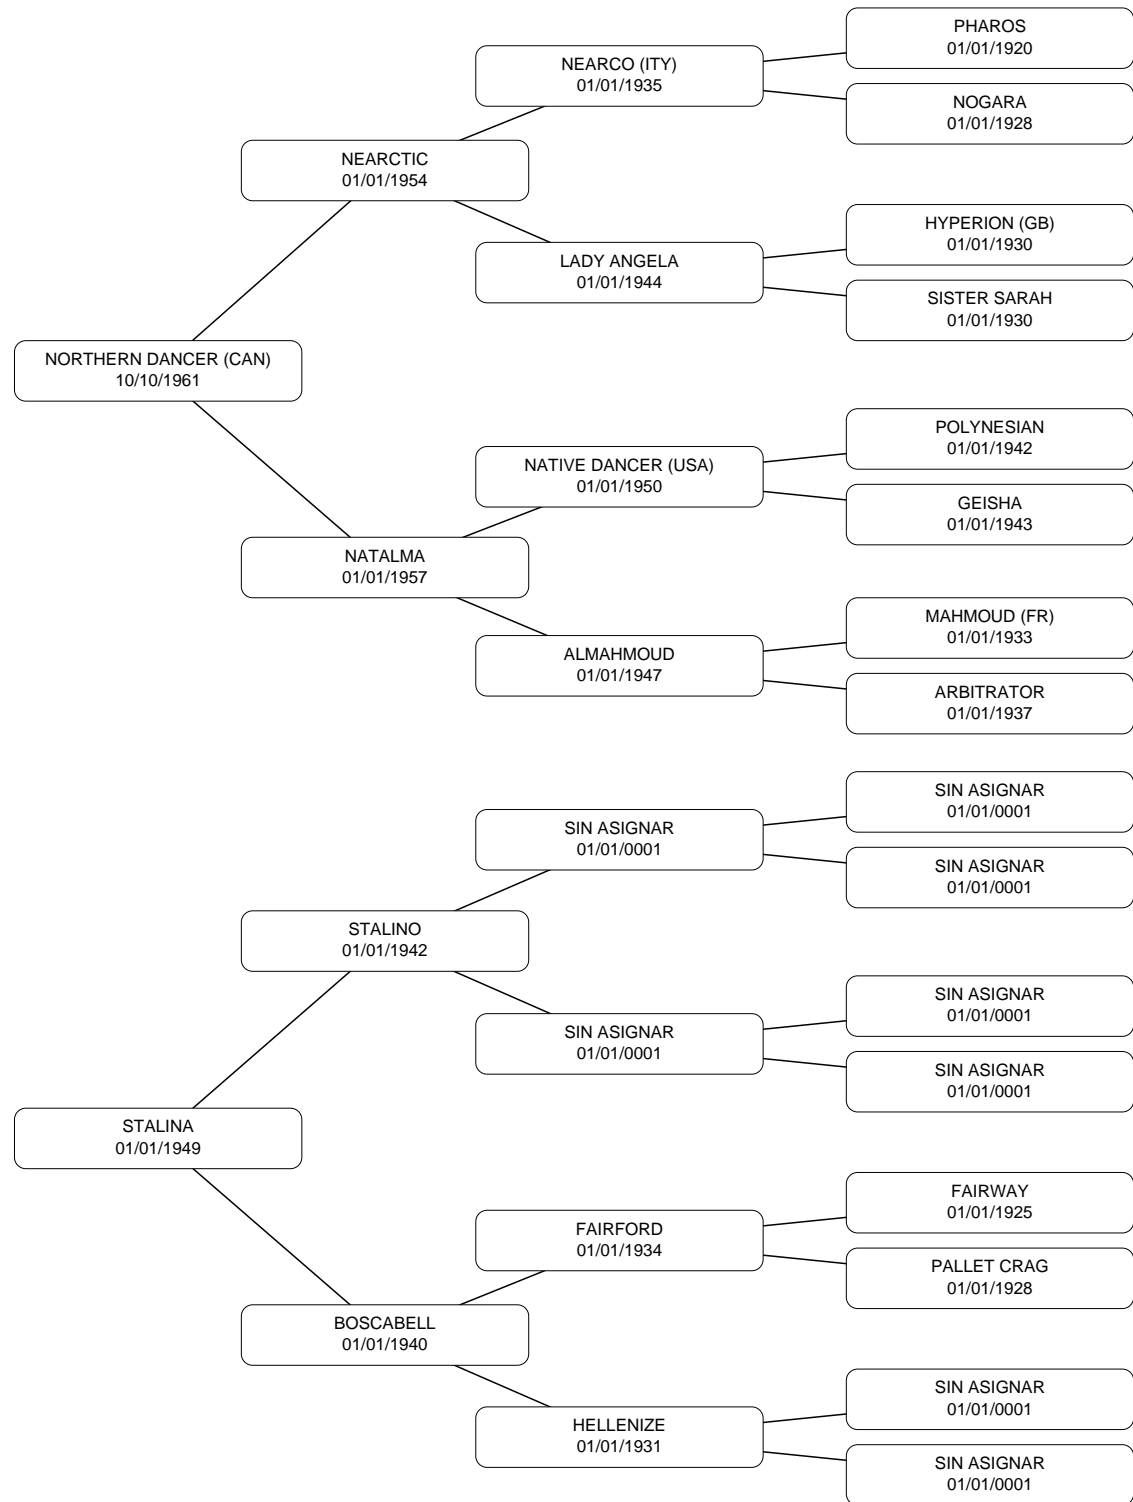 PHAROS
01/01/1920
NEARCO (ITY)
01/01/1935
NOGARA
01/01/1928
NEARCTIC
01/01/1954
HYPERION (GB)
01/01/1930
LADY ANGELA
01/01/1944
SISTER SARAH
01/01/1930
NORTHERN DANCER (CAN)
10/10/1961
POLYNESIAN
01/01/1942
NATIVE DANCER (USA)
01/01/1950
GEISHA
01/01/1943
NATALMA
01/01/1957
MAHMOUD (FR)
01/01/1933
ALMAHMOUD
01/01/1947
ARBITRATOR
01/01/1937
SIN ASIGNAR
01/01/0001
SIN ASIGNAR
01/01/0001
SIN ASIGNAR
01/01/0001
STALINO
01/01/1942
SIN ASIGNAR
01/01/0001
SIN ASIGNAR
01/01/0001
SIN ASIGNAR
01/01/0001
STALINA
01/01/1949
FAIRWAY
01/01/1925
FAIRFORD
01/01/1934
PALLET CRAG
01/01/1928
BOSCABELL
01/01/1940
SIN ASIGNAR
01/01/0001
HELLENIZE
01/01/1931
SIN ASIGNAR
01/01/0001